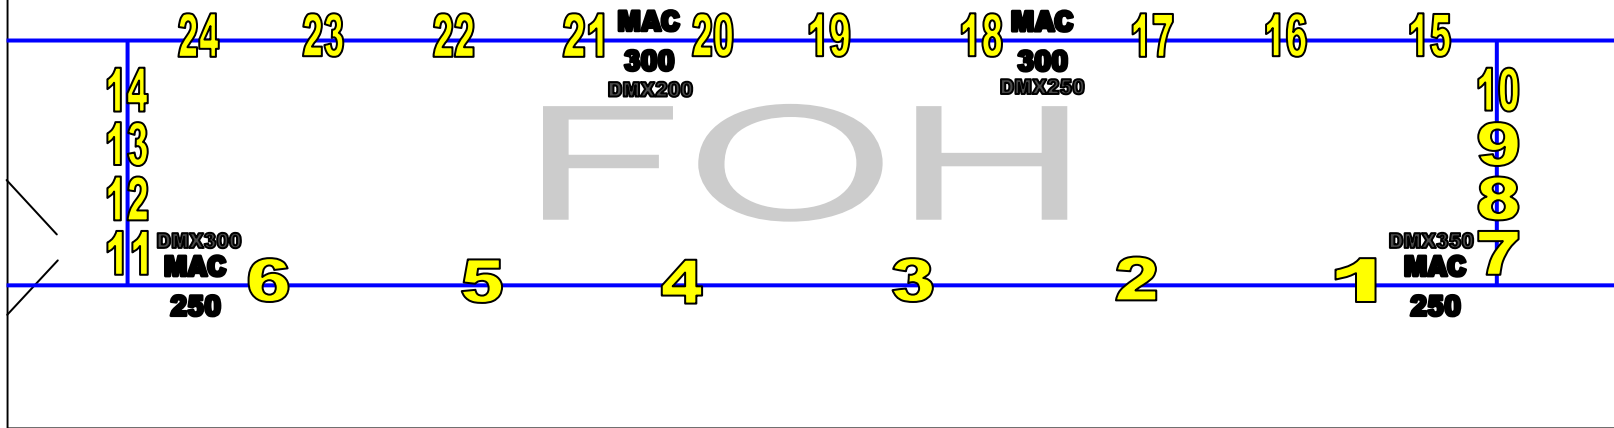 24 23 22 21 MAC 20 19 18 MAC 17 16 15
300 300
DMX200 DMX250
14 10
FOH
13 9
12 8
11 DMX300 DMX350 7
MAC MAC
6 5 4 3 2 1
250 250